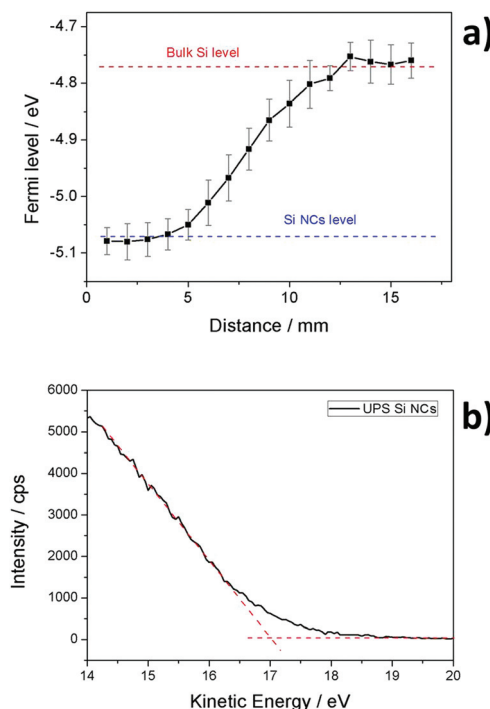 a)
-4.7
Bulk Si level
-4.8
-4.9
-5.0
Si NCs level
-5.1
Fermi level / eV
0 5 10 15
Distance / mm
b)
6000
UPS Si NCs
5000
4000
3000
2000
1000
0
Intensity / cps
14 15 16 17 18 19 20
Kinetic Energy / eV